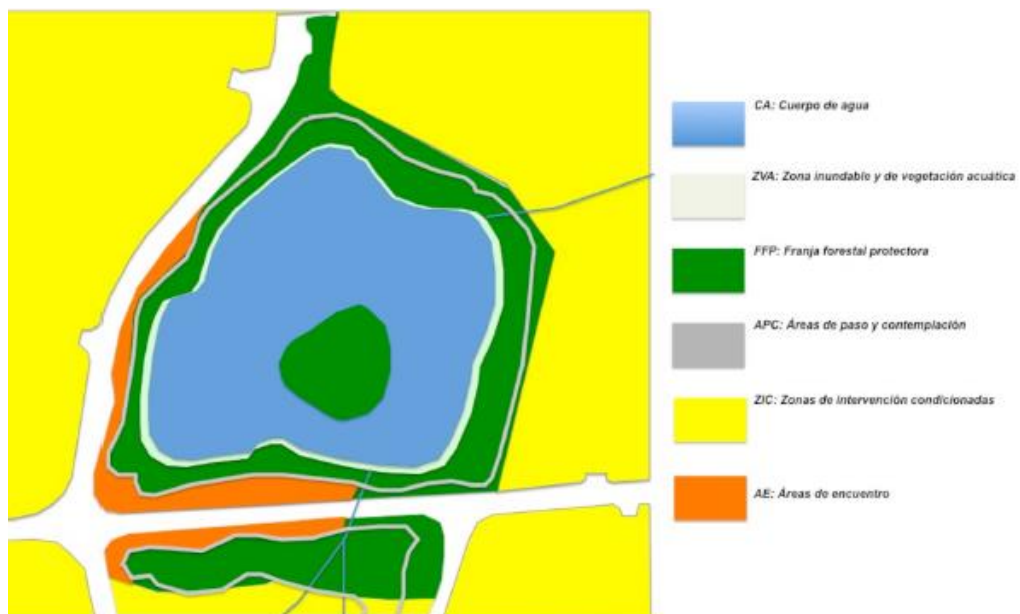 CA: Cuerpo de agua
ZVA: Zona inundable y de vegetación acuática
FFP: Franja forestal protectora
APC: Áreas de paso y contemplación
ZIC: Zonas de intervención condicionadas
AE: Áreas de encuentro